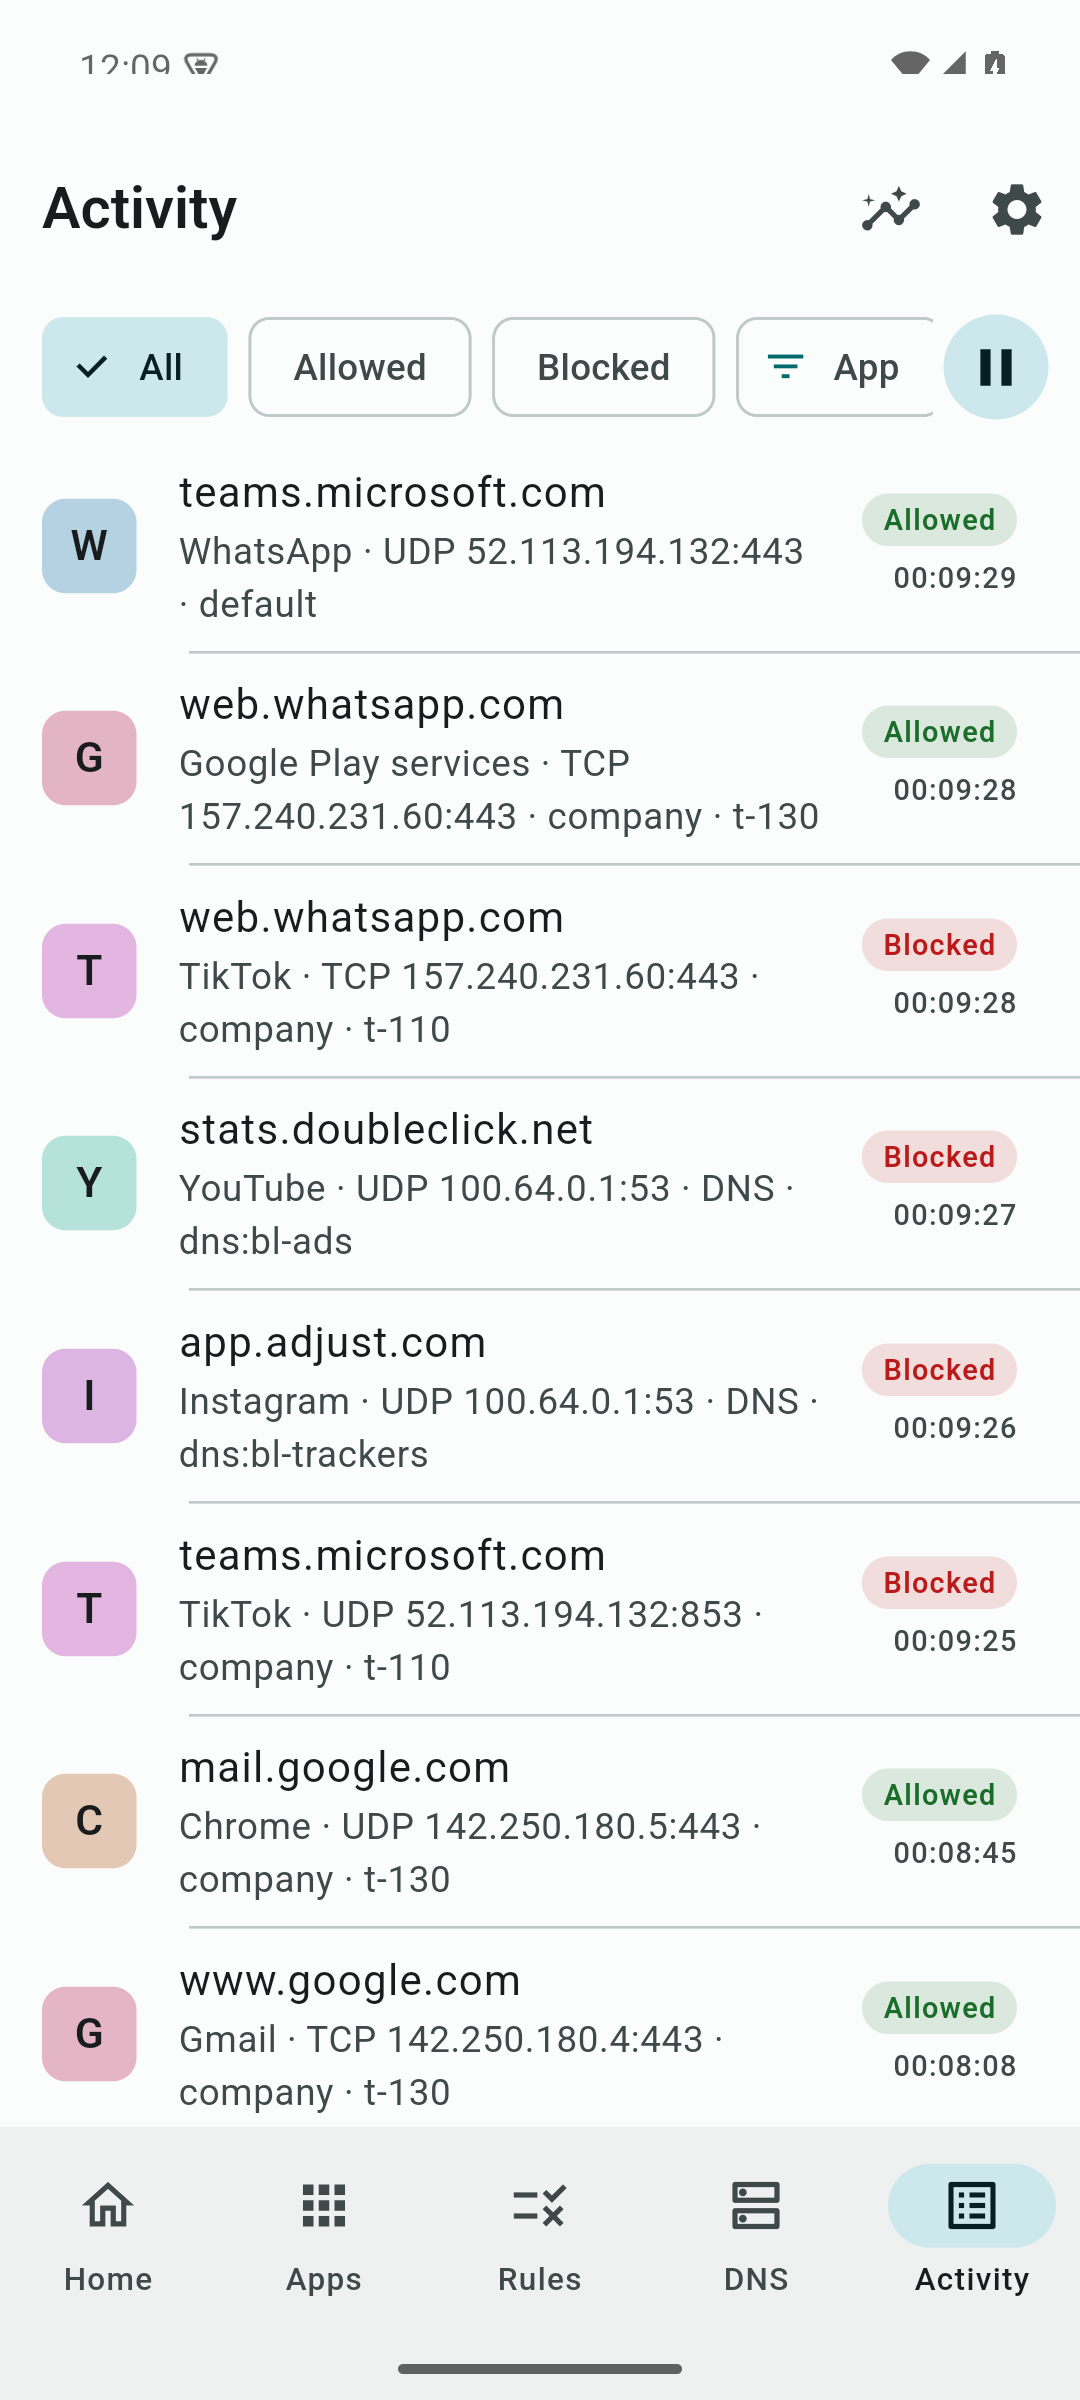 12:09
Activity
All
Allowed
Blocked
App
W
teams.microsoft.com
WhatsApp · UDP 52.113.194.132:443
· default
Allowed
00:09:29
G
web.whatsapp.com
Google Play services · TCP
157.240.231.60:443 · company · t-130
Allowed
00:09:28
T
web.whatsapp.com
TikTok · TCP 157.240.231.60:443 ·
company · t-110
Blocked
00:09:28
Y
stats.doubleclick.net
YouTube · UDP 100.64.0.1:53 · DNS ·
dns:bl-ads
Blocked
00:09:27
I
app.adjust.com
Instagram · UDP 100.64.0.1:53 · DNS ·
dns:bl-trackers
Blocked
00:09:26
T
teams.microsoft.com
TikTok · UDP 52.113.194.132:853 ·
company · t-110
Blocked
00:09:25
C
mail.google.com
Chrome · UDP 142.250.180.5:443 ·
company · t-130
Allowed
00:08:45
G
www.google.com
Gmail · TCP 142.250.180.4:443 ·
company · t-130
Allowed
00:08:08
Home
Apps
Rules
DNS
Activity